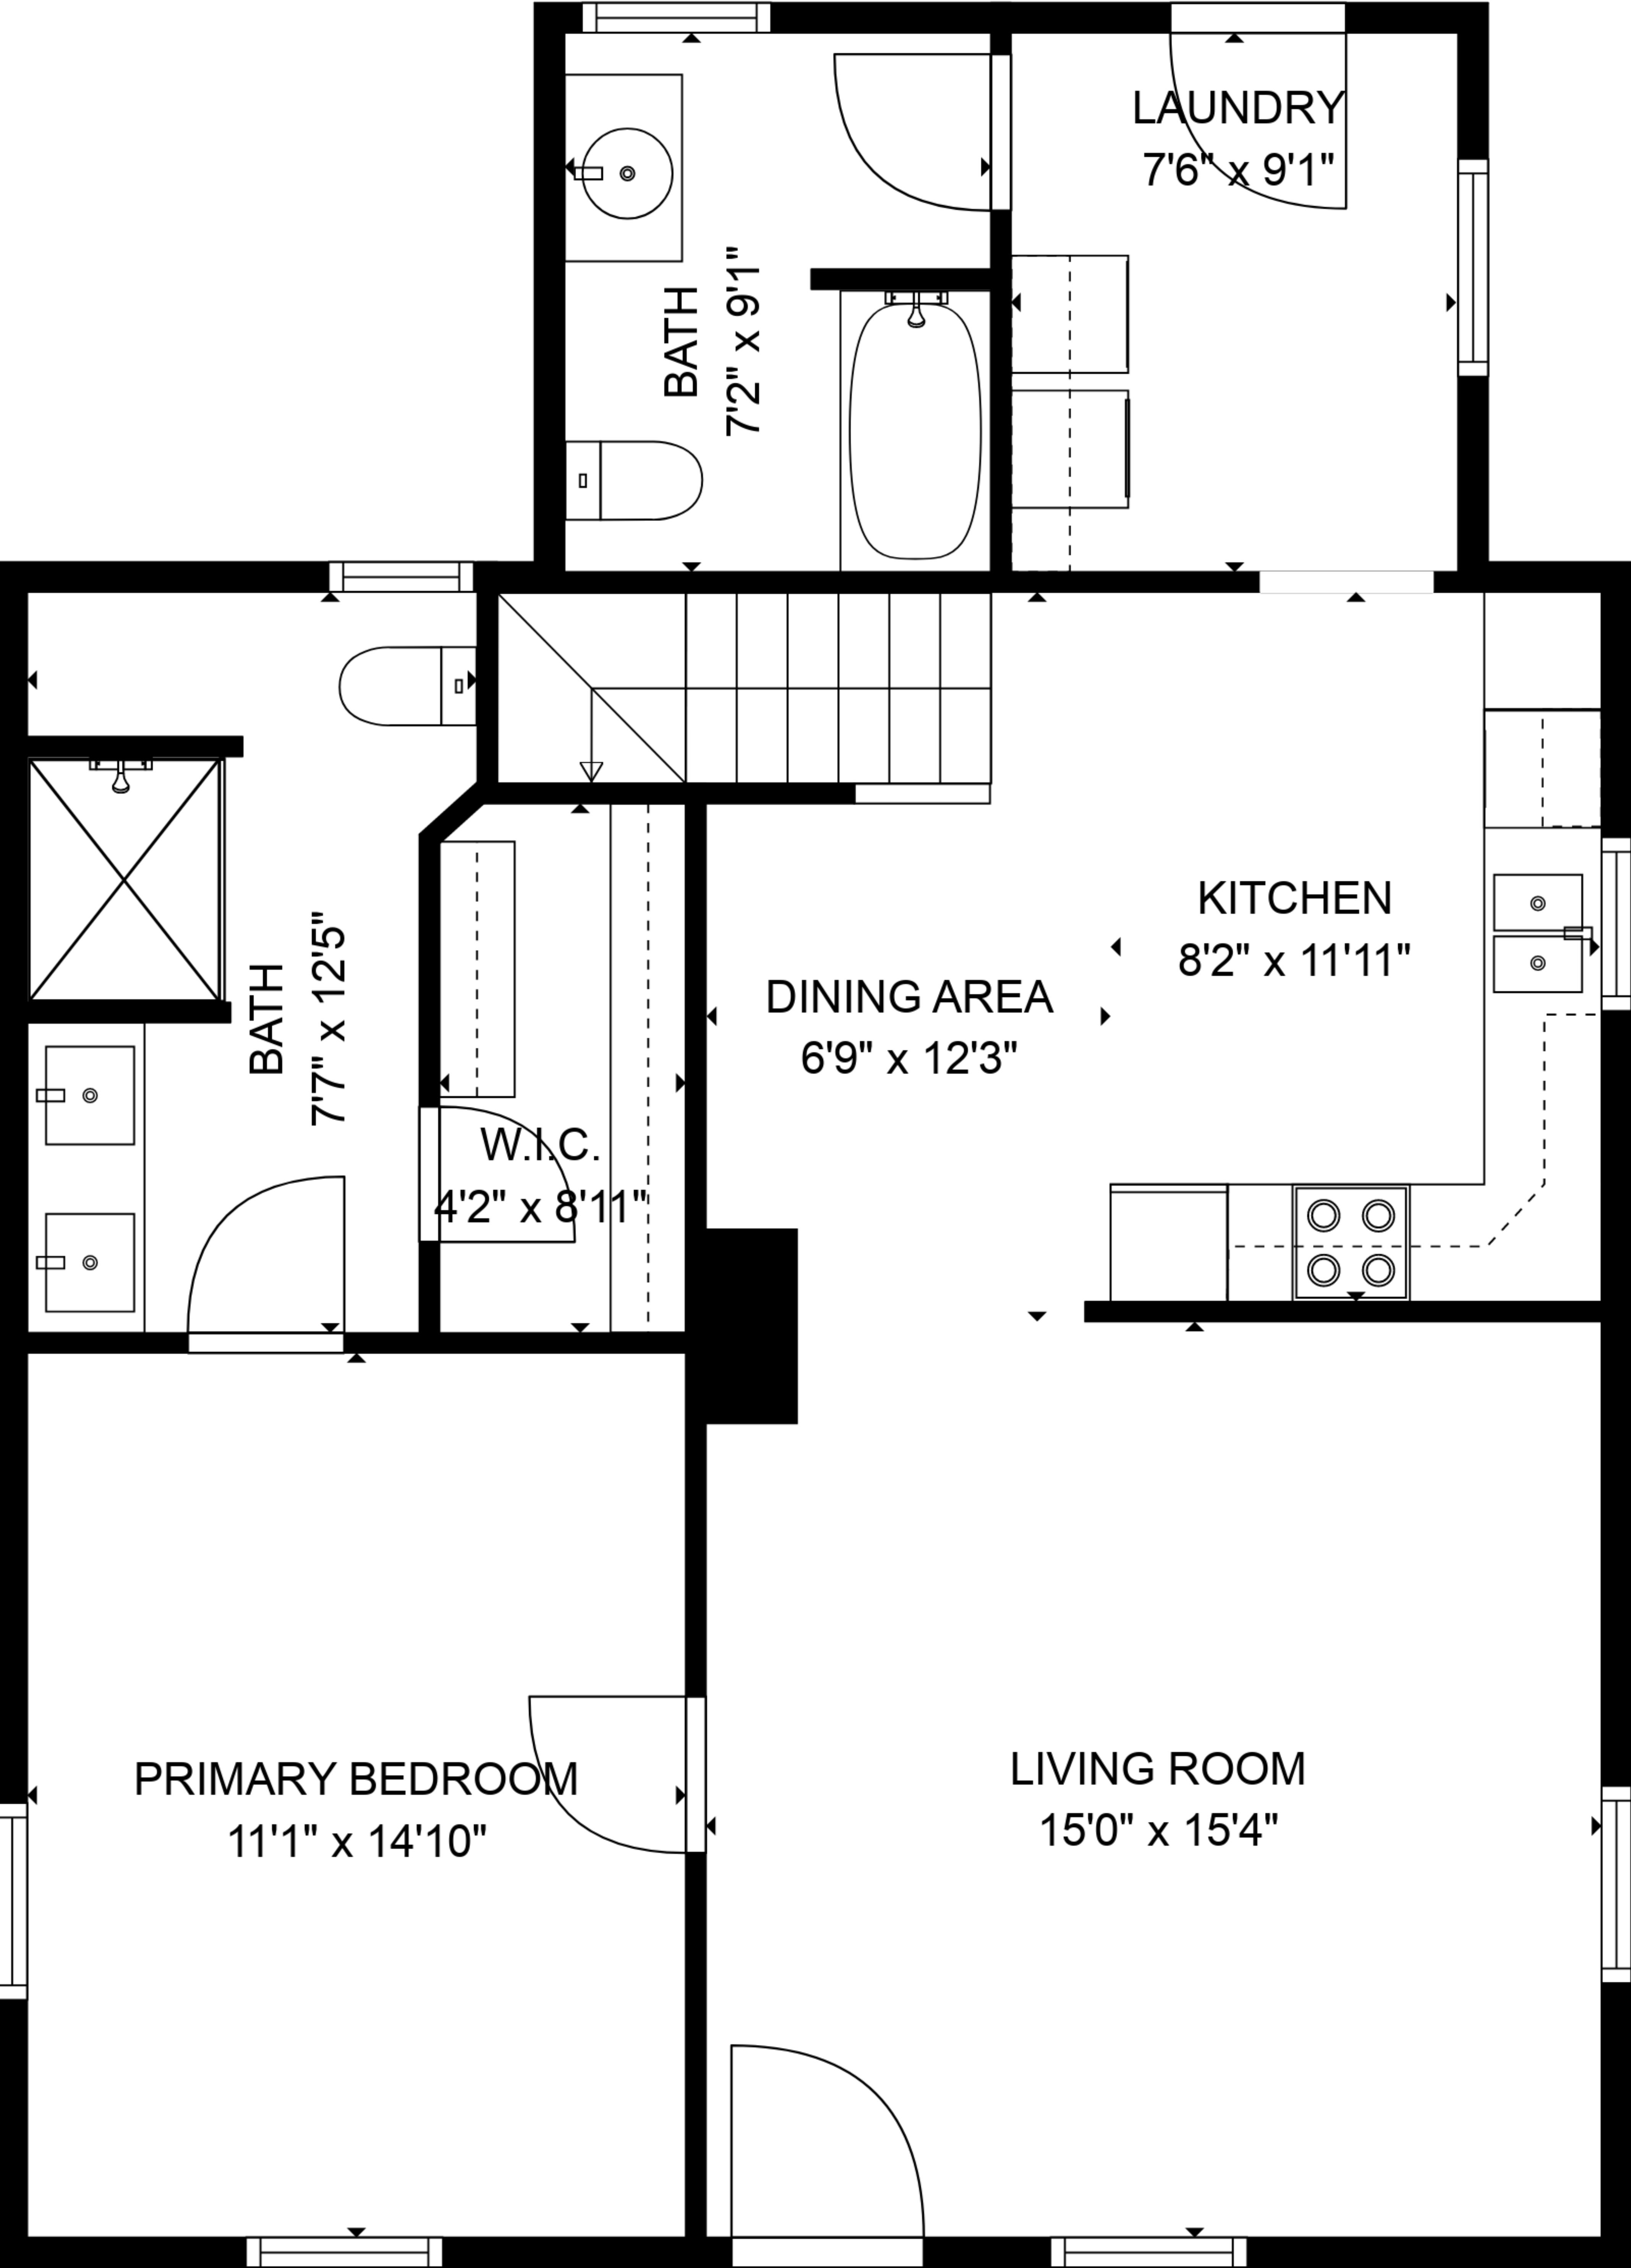 LAUNDRY
7'6" x 9'1"
BATH
7'2" x 9'1"
KITCHEN
8'2" x 11'11"
DINING AREA
6'9" x 12'3"
BATH
7'7" x 12'5"
W.I.C.
4'2" x 8'11"
PRIMARY BEDROOM
11'1" x 14'10"
LIVING ROOM
15'0" x 15'4"